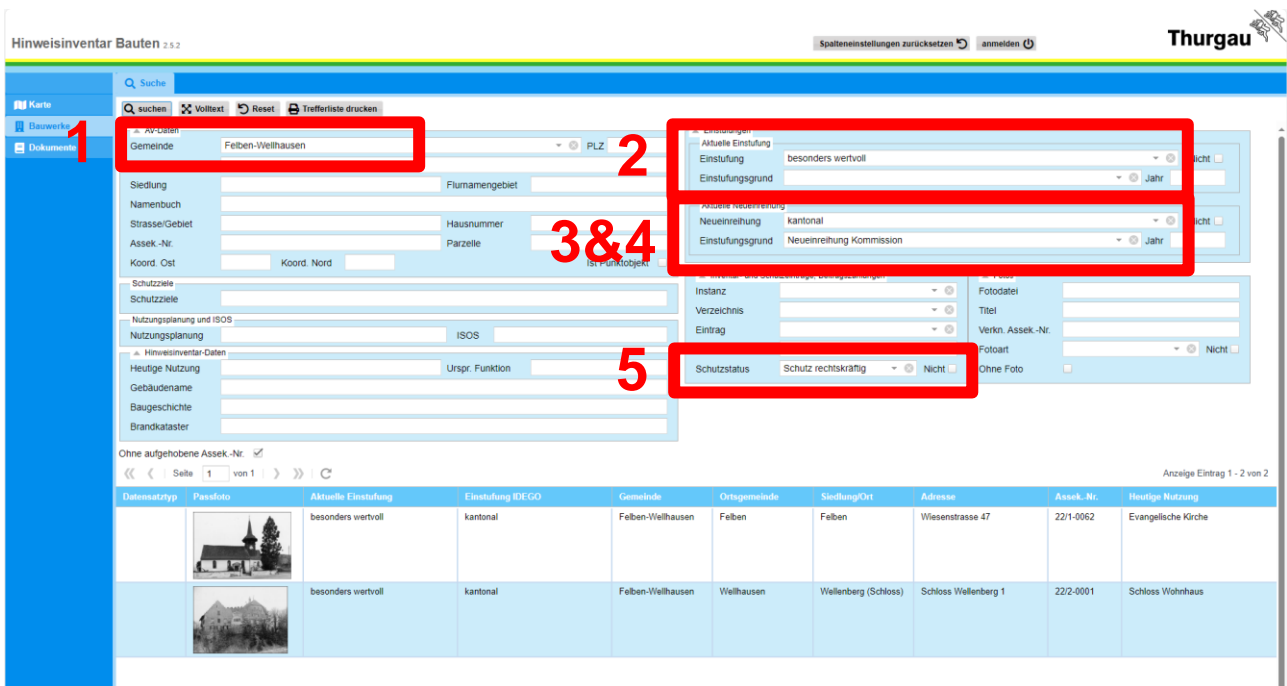 Hinweisinventar Bauten 2.5.2
Spalteneinstellungen zurücksetzen
anmelden
Thurgau
Suche
Karte
Bauwerke
Dokumente
suchen Volltext Reset Trefferliste drucken
1
AV-Daten
Gemeinde Felben-Wellhausen PLZ
Siedlung Flurnamengebiet
Namenbuch
Strasse/Gebiet Hausnummer
Assek.-Nr. Parzelle
Koord. Ost Koord. Nord Ist Punktobjekt
Schutzziele
Schutzziele
Nutzungsplanung und ISOS
Nutzungsplanung ISOS
Hinweisinventar-Daten
Heutige Nutzung Urspr. Funktion
Gebäudename
Baugeschichte
Brandkataster
2
Einstufungen
Aktuelle Einstufung
Einstufung besonders wertvoll Nicht
Einstufungsgrund Jahr
3&4
Aktuelle Neueinreihung
Neueinreihung kantonal Nicht
Einstufungsgrund Neueinreihung Kommission Jahr
Inventar- und Schutzeinträge, Beitragszahlungen
Instanz
Verzeichnis
Eintrag
5
Schutzstatus Schutz rechtskräftig Nicht
Fotos
Fotodatei
Titel
Verkn. Assek.-Nr.
Fotoart Nicht
Ohne Foto
Ohne aufgehobene Assek.-Nr.
Seite 1 von 1
Anzeige Eintrag 1 - 2 von 2
Datensatztyp Passfoto Aktuelle Einstufung Einstufung IDEGO Gemeinde Ortsgemeinde Siedlung/Ort Adresse Assek.-Nr. Heutige Nutzung
besonders wertvoll kantonal Felben-Wellhausen Felben Felben Wiesenstrasse 47 22/1-0062 Evangelische Kirche
besonders wertvoll kantonal Felben-Wellhausen Wellhausen Wellenberg (Schloss) Schloss Wellenberg 1 22/2-0001 Schloss Wohnhaus